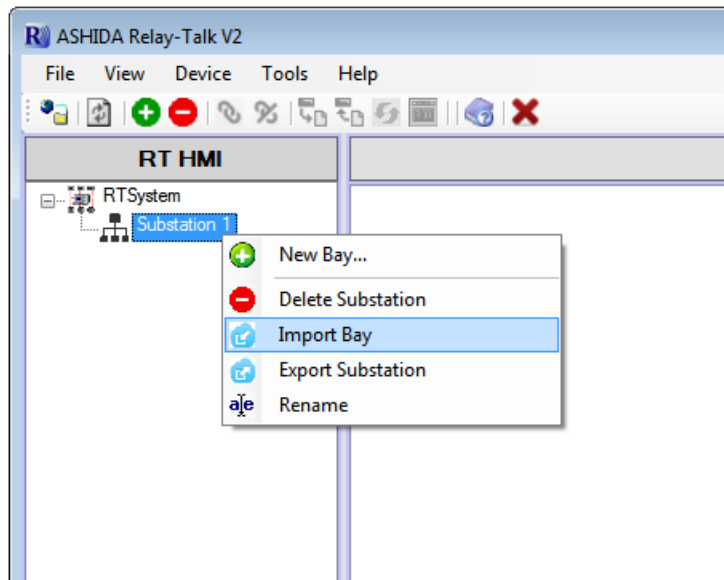 ASHIDA Relay-Talk V2
File View Device Tools Help
RT HMI
RTSystem
Substation 1
New Bay...
Delete Substation
Import Bay
Export Substation
Rename